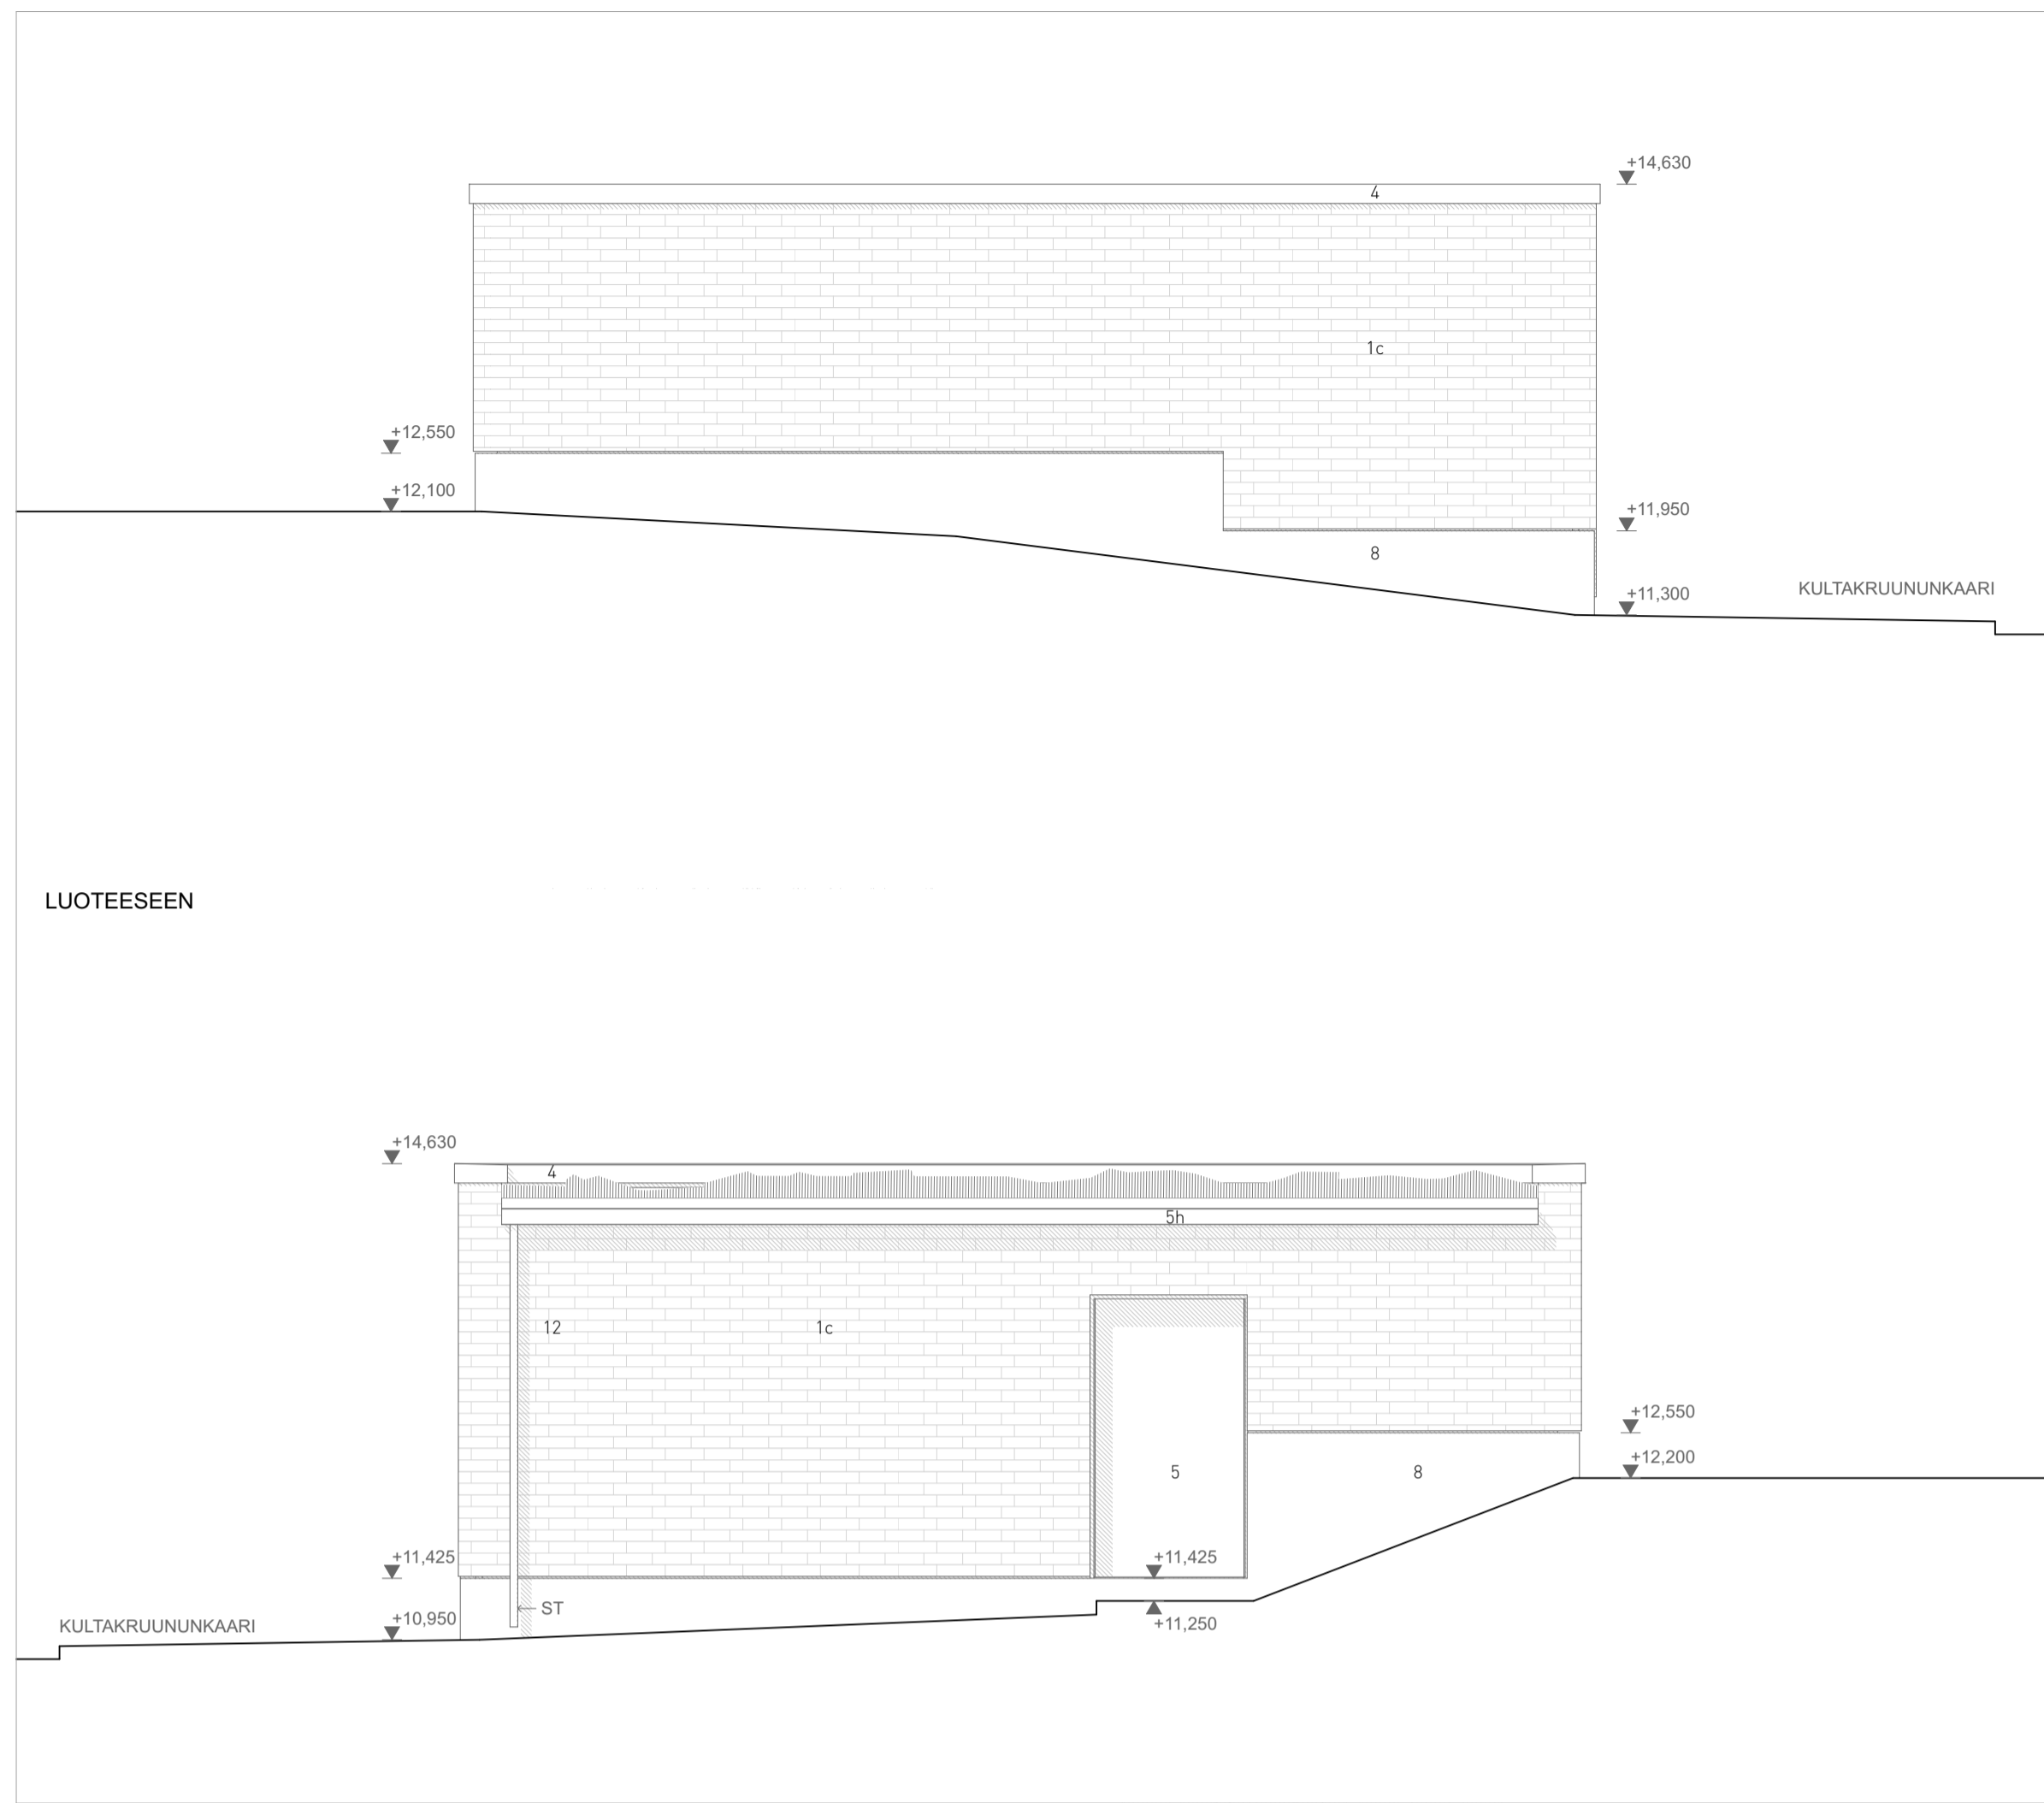 +14,630
4
1c
+12,550
+12,100
+11,950
8
+11,300
KULTAKRUUNUNKAARI
LUOTEESEEN
+14,630
4
5h
12
1c
+12,550
+12,200
5
8
+11,425
+11,425
ST
+10,950
KULTAKRUUNUNKAARI
+11,250